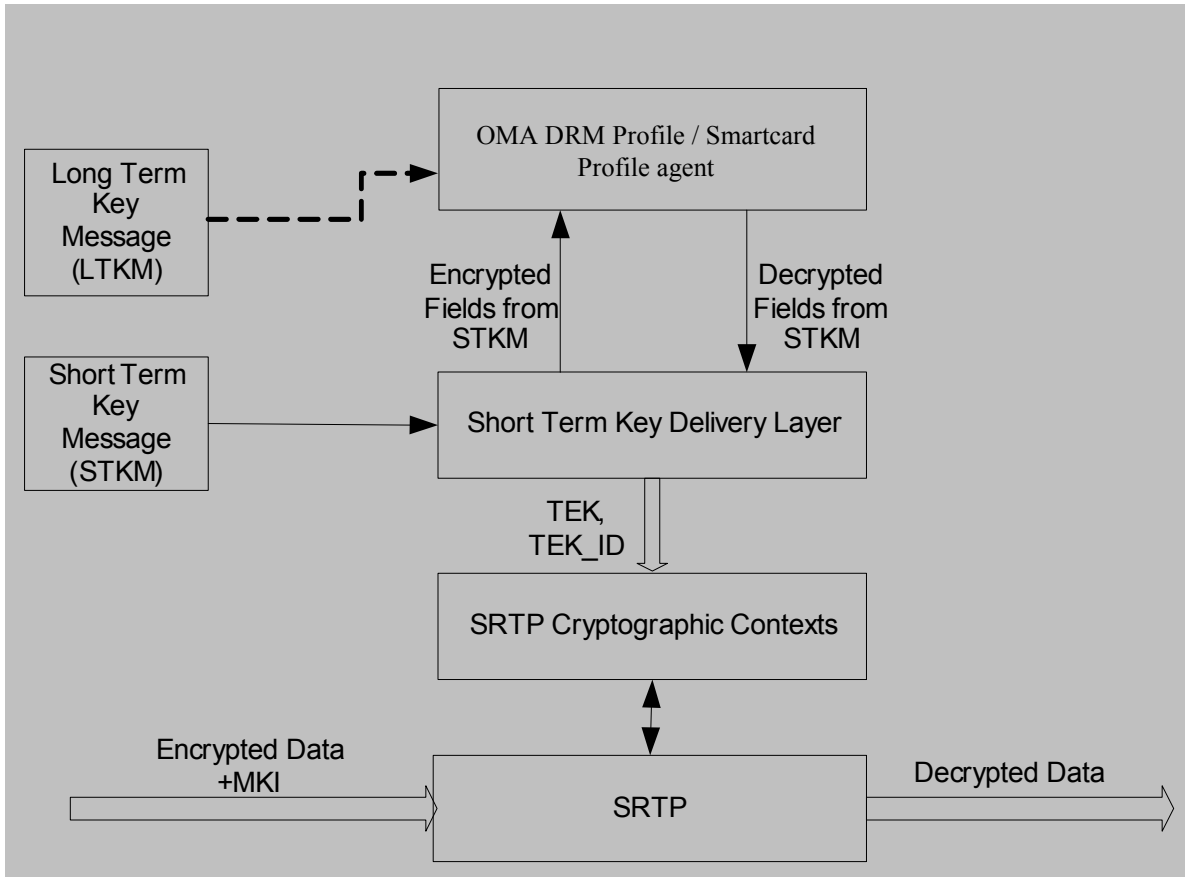 OMA DRM Profile / Smartcard
Profile agent
Long Term
Key
Message
(LTKM)
Encrypted
Fields from
STKM
Decrypted
Fields from
STKM
Short Term
Key
Message
(STKM)
Short Term Key Delivery Layer
TEK,
TEK_ID
SRTP Cryptographic Contexts
Encrypted Data
+MKI
SRTP
Decrypted Data